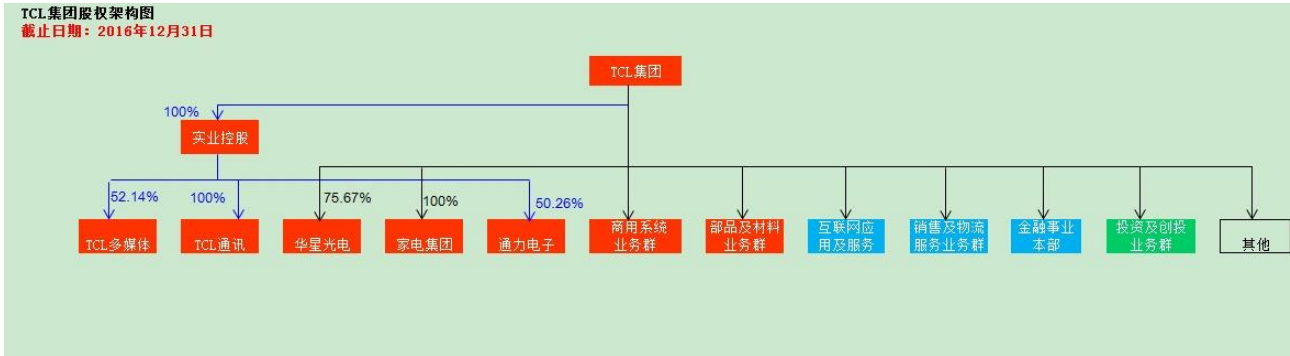 TCL集团股权架构图
截止日期：2016年12月31日
TCL集团
100%
实业控股
52.14%
100%
75.67%
100%
50.26%
TCL多媒体
TCL通讯
华星光电
家电集团
通力电子
商用系统
业务群
部品及材料
业务群
互联网应
用及服务
销售及物流
服务业务群
金融事业
本部
投资及创投
业务群
其他